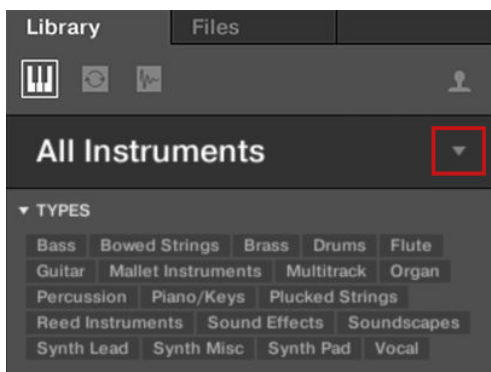 Library Files
All Instruments
TYPES
Bass Bowed Strings Brass Drums Flute
Guitar Mallet Instruments Multitrack Organ
Percussion Piano/Keys Plucked Strings
Reed Instruments Sound Effects Soundscapes
Synth Lead Synth Misc Synth Pad Vocal